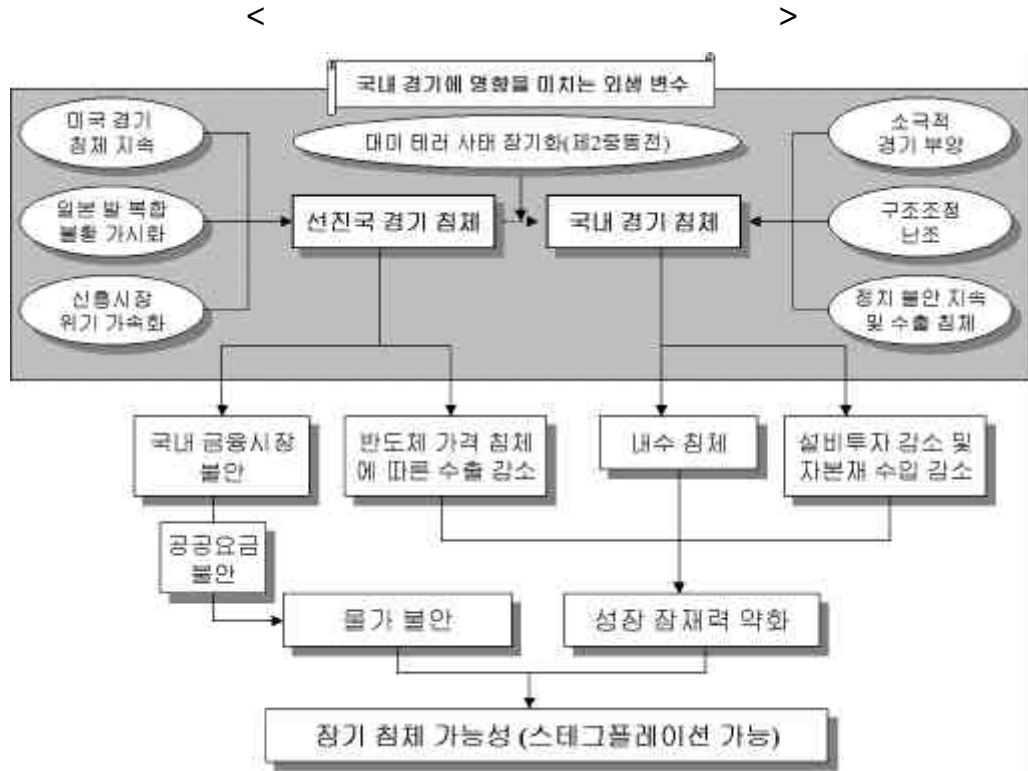 < >
국내 경기에 영향을 미치는 외생 변수
미국 경기
침체 지속
대미 테러 사태 장기화(제2중동전)
소극적
경기 부양
일본 발 복합
불황 가시화
선진국 경기 침체
국내 경기 침체
구조조정
난조
신흥시장
위기 가속화
정치 불안 지속
및 수출 침체
국내 금융시장
불안
반도체 가격 침체
에 따른 수출 감소
내수 침체
설비투자 감소 및
자본재 수입 감소
공공요금
불안
물가 불안
성장 잠재력 약화
장기 침체 가능성 (스테그플레이션 가능)